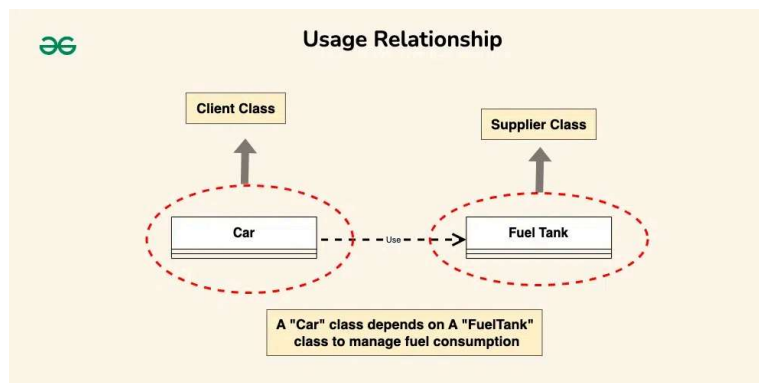 Usage Relationship
Client Class
Supplier Class
Car
Use
Fuel Tank
A "Car" class depends on A "FuelTank"
class to manage fuel consumption